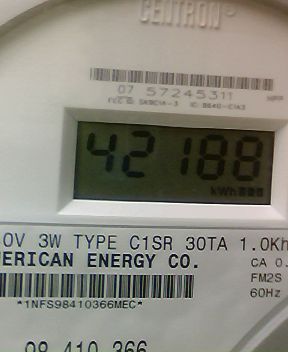 CENTRON®
07 57245311
42188
kWh
0V 3W TYPE C1SR 30TA 1.0Kh
ERICAN ENERGY CO.
CA 0.
FM2S
60Hz
*1NFS98410366MEC*
98 410 366